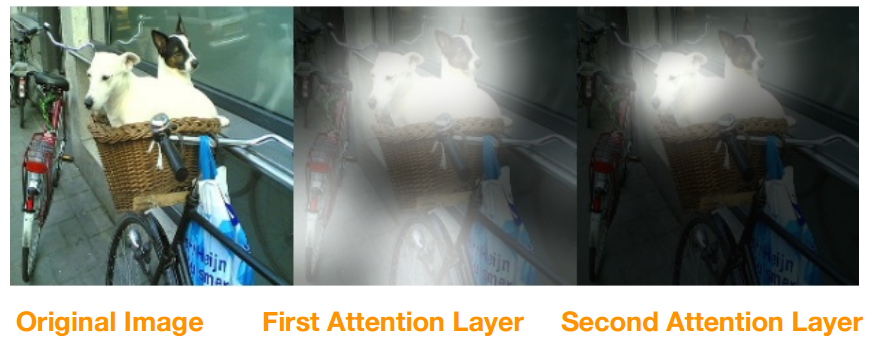 Original Image
First Attention Layer
Second Attention Layer